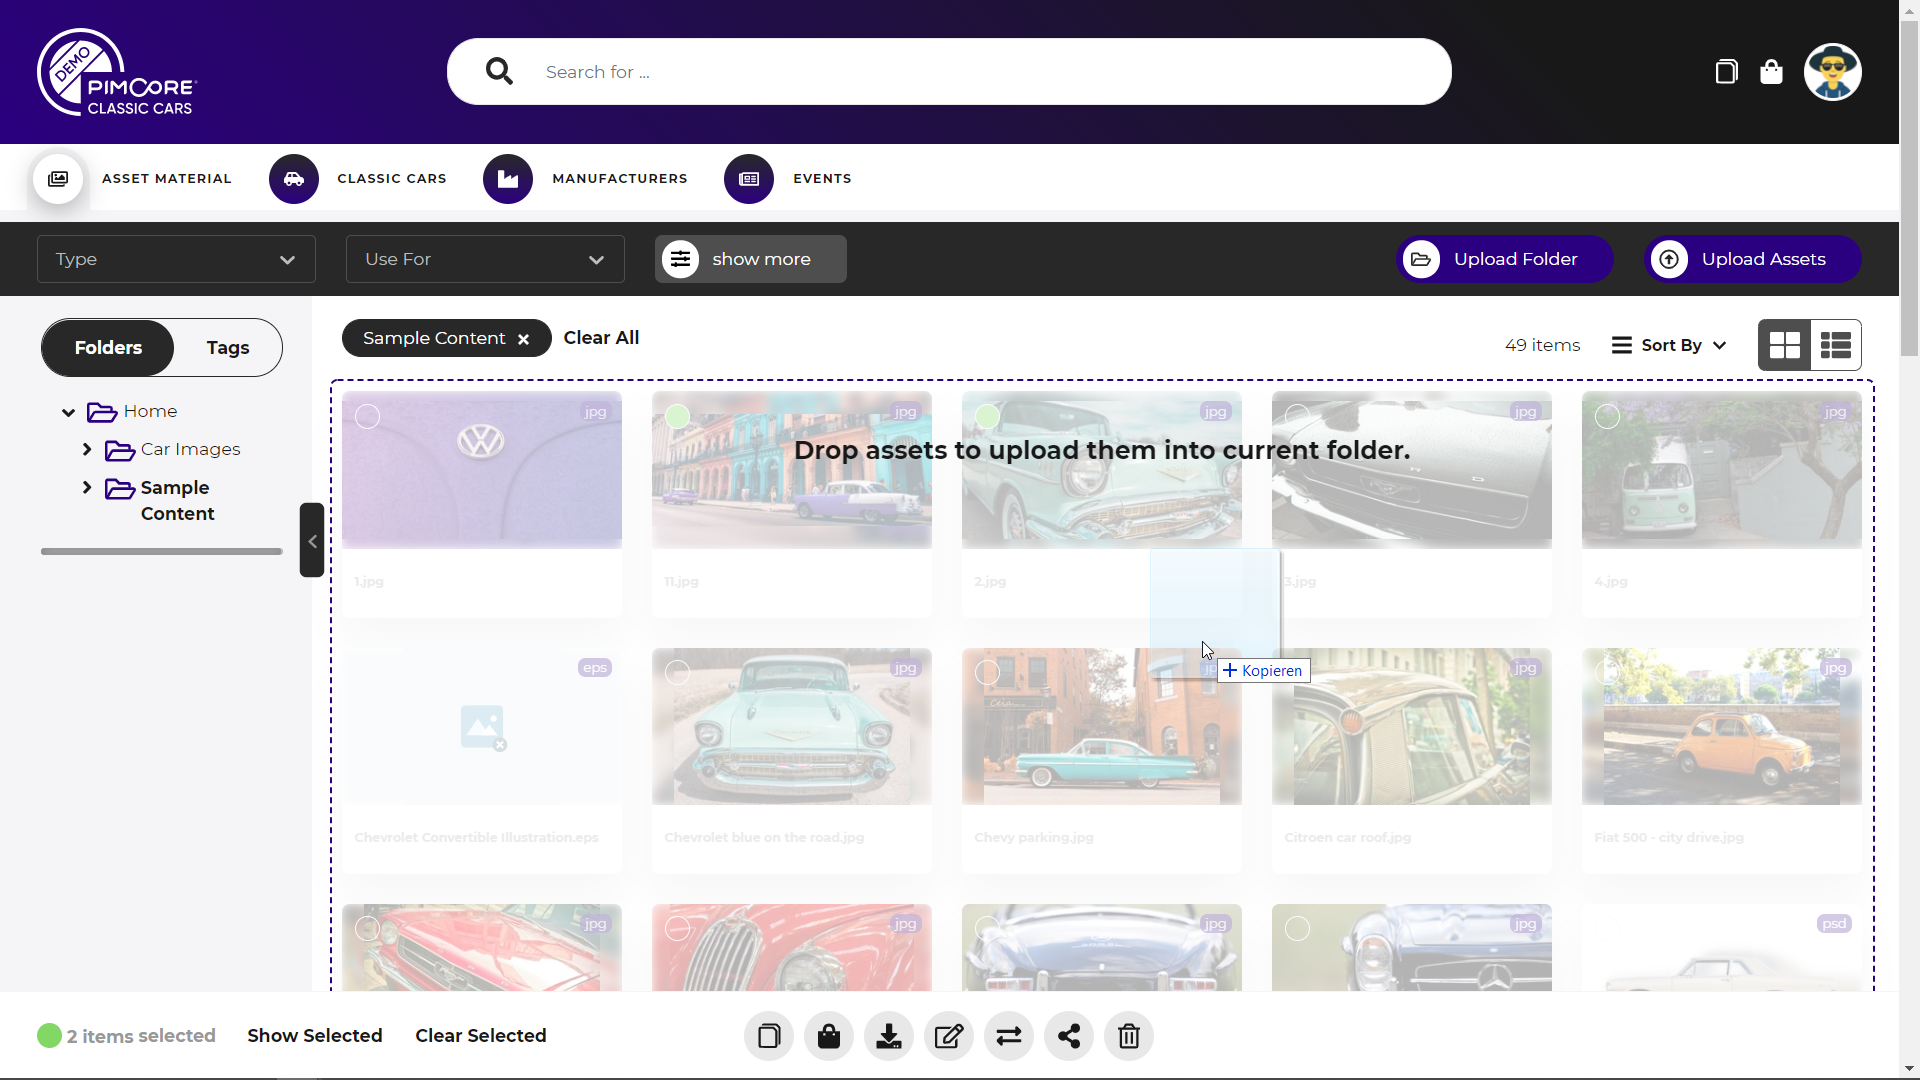 DEMO
PIMCORE
CLASSIC CARS
Search for ...
ASSET MATERIAL
CLASSIC CARS
MANUFACTURERS
EVENTS
Type
Use For
show more
Upload Folder
Upload Assets
Folders
Tags
Sample Content ×
Clear All
49 items
Sort By
Home
Car Images
Sample
Content
jpg
jpg
jpg
jpg
jpg
Drop assets to upload them into current folder.
1.jpg
11.jpg
2.jpg
3.jpg
4.jpg
eps
jpg
jpg
jpg
+ Kopieren
Chevrolet Convertible Illustration.eps
Chevrolet blue on the road.jpg
Chevy parking.jpg
Citroen car roof.jpg
Fiat 500 - city drive.jpg
jpg
jpg
jpg
jpg
psd
2 items selected
Show Selected
Clear Selected